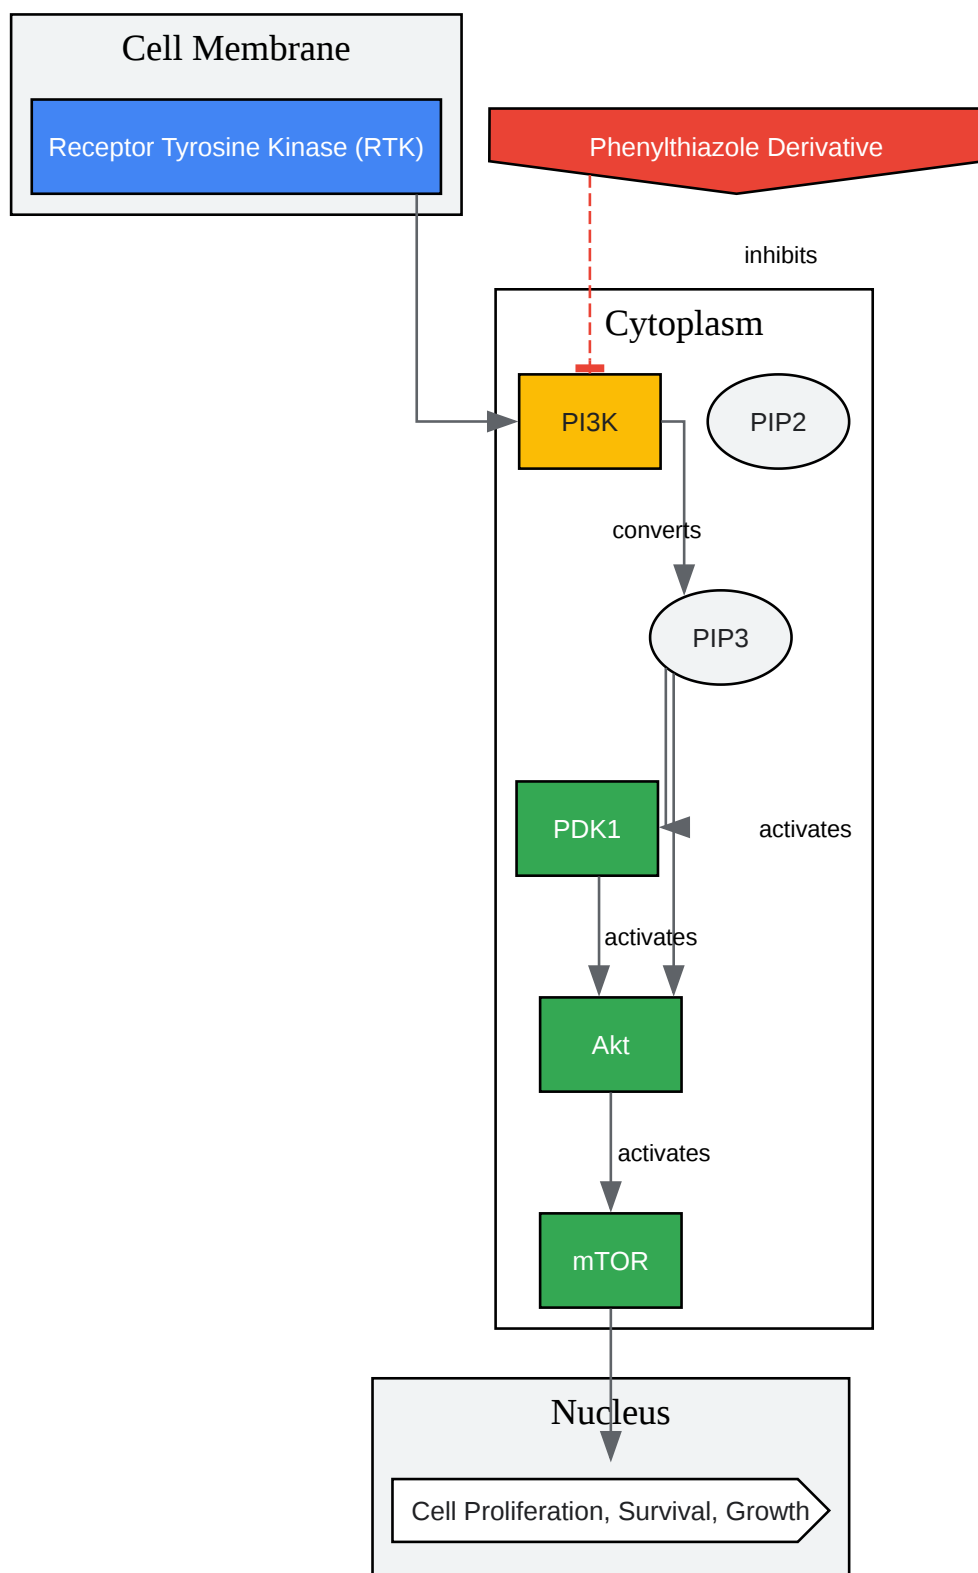 Cell Membrane
Receptor Tyrosine Kinase (RTK)
Phenylthiazole Derivative
inhibits
Cytoplasm
PI3K
PIP2
converts
PIP3
PDK1
activates
activates
Akt
activates
mTOR
Nucleus
Cell Proliferation, Survival, Growth